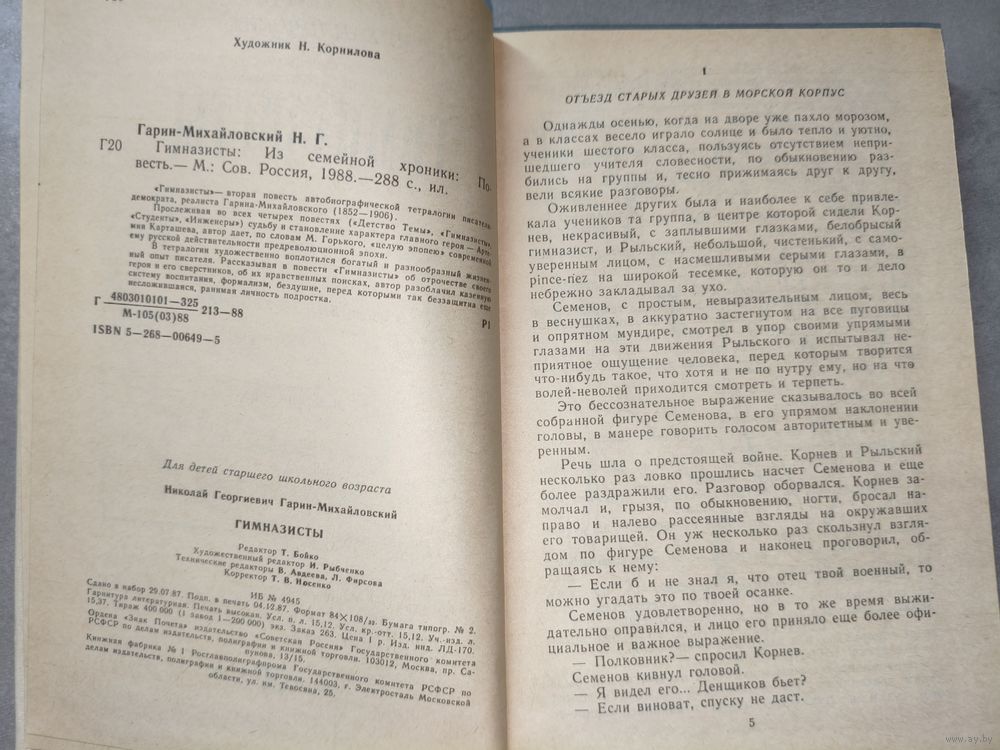 Художник Н. Корнилова
Гарин-Михайловский Н. Г.
Г20 Гимназисты: Из семейной хроники: По-
весть.— М.: Сов. Россия, 1988.—288 с., ил.
«Гимназисты»— вторая повесть автобиографической тетралогии писателя-
демократа, реалиста Гарина-Михайловского (1852—1906).
Прослеживая во всех четырех повестях («Детство Темы», «Гимназисты»,
«Студенты», «Инженеры») судьбу и становление характера главного героя — Арте-
мия Карташева, автор дает, по словам М. Горького, «целую эпопею» современной
ему русской действительности предреволюционной эпохи.
В тетралогии художественно воплотился богатый и разнообразный жизнен-
ный опыт писателя. Рассказывая в повести «Гимназисты» об отрочестве своего
героя и его сверстников, об их нравственных поисках, автор разоблачил казенную
систему воспитания, формализм, бездушие, перед которыми так беззащитна еще
несложившаяся, ранимая личность подростка.
Г 4803010101—325 213—88
М-105(03)88
Р1
ISBN 5—268—00649—5
Для детей старшего школьного возраста
Николай Георгиевич Гарин-Михайловский
ГИМНАЗИСТЫ
Редактор Т. Бойко
Художественный редактор И. Рыбченко
Технические редакторы В. Авдеева, Л. Фирсова
Корректор Т. В. Носенко
ИБ № 4945
Сдано в набор 29.07.87. Подп. в печать 04.12.87. Формат 84×108/32. Бумага типогр. № 2.
Гарнитура литературная. Печать высокая. Усл. п. л. 15,12. Усл. кр.-отт. 15,12. Уч.-изд. л.
15,37. Тираж 400 000 (1 завод 1—200 000) экз. Заказ 263. Цена 1 р. Изд. инд. ЛД-170.
Ордена «Знак Почета» издательство «Советская Россия» Государственного комитета
РСФСР по делам издательств, полиграфии и книжной торговли. 103012, Москва, пр. Са-
пунова, 13/15.
Книжная фабрика № 1 Росглавполиграфпрома Государственного комитета РСФСР по
делам издательств, полиграфии и книжной торговли. 144003, г. Электросталь Московской
области, ул. им. Тевосяна, 25.
I
ОТЪЕЗД СТАРЫХ ДРУЗЕЙ В МОРСКОЙ КОРПУС
Однажды осенью, когда на дворе уже пахло морозом,
а в классах весело играло солнце и было тепло и уютно,
ученики шестого класса, пользуясь отсутствием непри-
шедшего учителя словесности, по обыкновению раз-
бились на группы и, тесно прижимаясь друг к другу,
вели всякие разговоры.
Оживленнее других была и наиболее к себе привле-
кала учеников та группа, в центре которой сидели Кор-
нев, некрасивый, с заплывшими глазками, белобрысый
гимназист, и Рыльский, небольшой, чистенький, с само-
уверенным лицом, с насмешливыми серыми глазами, в
pince-nez на широкой тесемке, которую он то и дело
небрежно закладывал за ухо.
Семенов, с простым, невыразительным лицом, весь
в веснушках, в аккуратно застегнутом на все пуговицы
и опрятном мундире, смотрел в упор своими упрямыми
глазами на эти движения Рыльского и испытывал не-
приятное ощущение человека, перед которым творится
что-нибудь такое, что хотя и не по нутру ему, но на что
волей-неволей приходится смотреть и терпеть.
Это бессознательное выражение сказывалось во всей
собранной фигуре Семенова, в его упрямом наклонении
головы, в манере говорить голосом авторитетным и уве-
ренным.
Речь шла о предстоящей войне. Корнев и Рыльский
несколько раз ловко прошлись насчет Семенова и еще
более раздражили его. Разговор оборвался. Корнев за-
молчал и, грызя, по обыкновению, ногти, бросал на-
право и налево рассеянные взгляды на окружавших
его товарищей. Он уж несколько раз скользнул взгля-
дом по фигуре Семенова и наконец проговорил, об-
ращаясь к нему:
— Если б и не знал я, что отец твой военный, то
можно угадать это по твоей осанке.
Семенов удовлетворенно, но в то же время выжи-
дательно оправился, и лицо его приняло еще более офи-
циальное и важное выражение.
— Полковник?— спросил Корнев.
Семенов кивнул головой.
— Я видел его... Денщиков бьет?
— Если виноват, спуску не даст.
5
www.ay.by